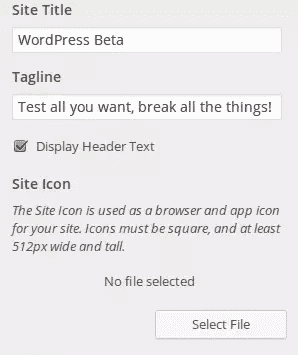 Site Title
WordPress Beta
Tagline
Test all you want, break all the things!
Display Header Text
Site Icon
The Site Icon is used as a browser and app icon
for your site. Icons must be square, and at least
512px wide and tall.
No file selected
Select File